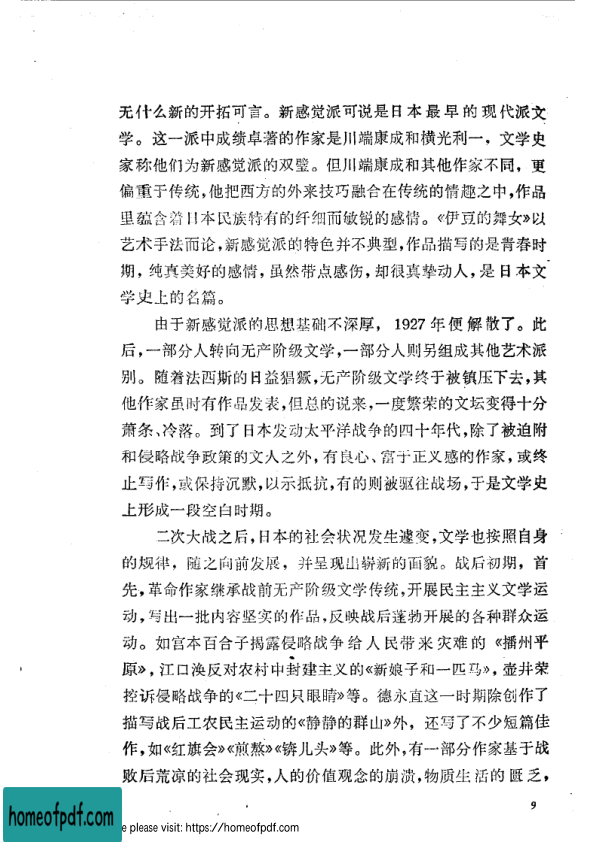 无什么新的开拓可言。新感觉派可说是日本最早的现代派文
学。这一派中成绩卓著的作家是川端康成和横光利一，文学史
家称他们为新感觉派的双璧。但川端康成和其他作家不同，更
偏重于传统，他把西方的外来技巧融合在传统的情趣之中，作品
里蕴含着日本民族特有的纤细而敏锐的感情。《伊豆的舞女》以
艺术手法而论，新感觉派的特色并不典型，作品描写的是青春时
期，纯真美好的感情，虽然带点感伤，却很真挚动人，是日本文
学史上的名篇。
由于新感觉派的思想基础不深厚，1927年便解散了。此
后，一部分人转向无产阶级文学，一部分人则另组成其他艺术派
别。随着法西斯的日益猖獗，无产阶级文学终于被镇压下去，其
他作家虽时有作品发表，但总的说来，一度繁荣的文坛变得十分
萧条、冷落。到了日本发动太平洋战争的四十年代，除了被迫附
和侵略战争政策的文人之外，有良心、富于正义感的作家，或终
止写作，或保持沉默，以示抵抗，有的则被驱往战场，于是文学史
上形成一段空白时期。
二次大战之后，日本的社会状况发生遽变，文学也按照自身
的规律，随之向前发展，并呈现出崭新的面貌。战后初期，首
先，革命作家继承战前无产阶级文学传统，开展民主主义文学运
动，写出一批内容坚实的作品，反映战后蓬勃开展的各种群众运
动。如宫本百合子揭露侵略战争给人民带来灾难的《播州平
原》，江口涣反对农村中封建主义的《新娘子和一匹马》，壶井荣
控诉侵略战争的《二十四只眼睛》等。德永直这一时期除创作了
描写战后工农民主运动的《静静的群山》外，还写了不少短篇佳
作，如《红旗会》《煎熬》《锛儿头》等。此外，有一部分作家基于战
败后荒凉的社会现实，人的价值观念的崩溃，物质生活的匮乏，
9
homeofpdf.com
e please visit: https://homeofpdf.com